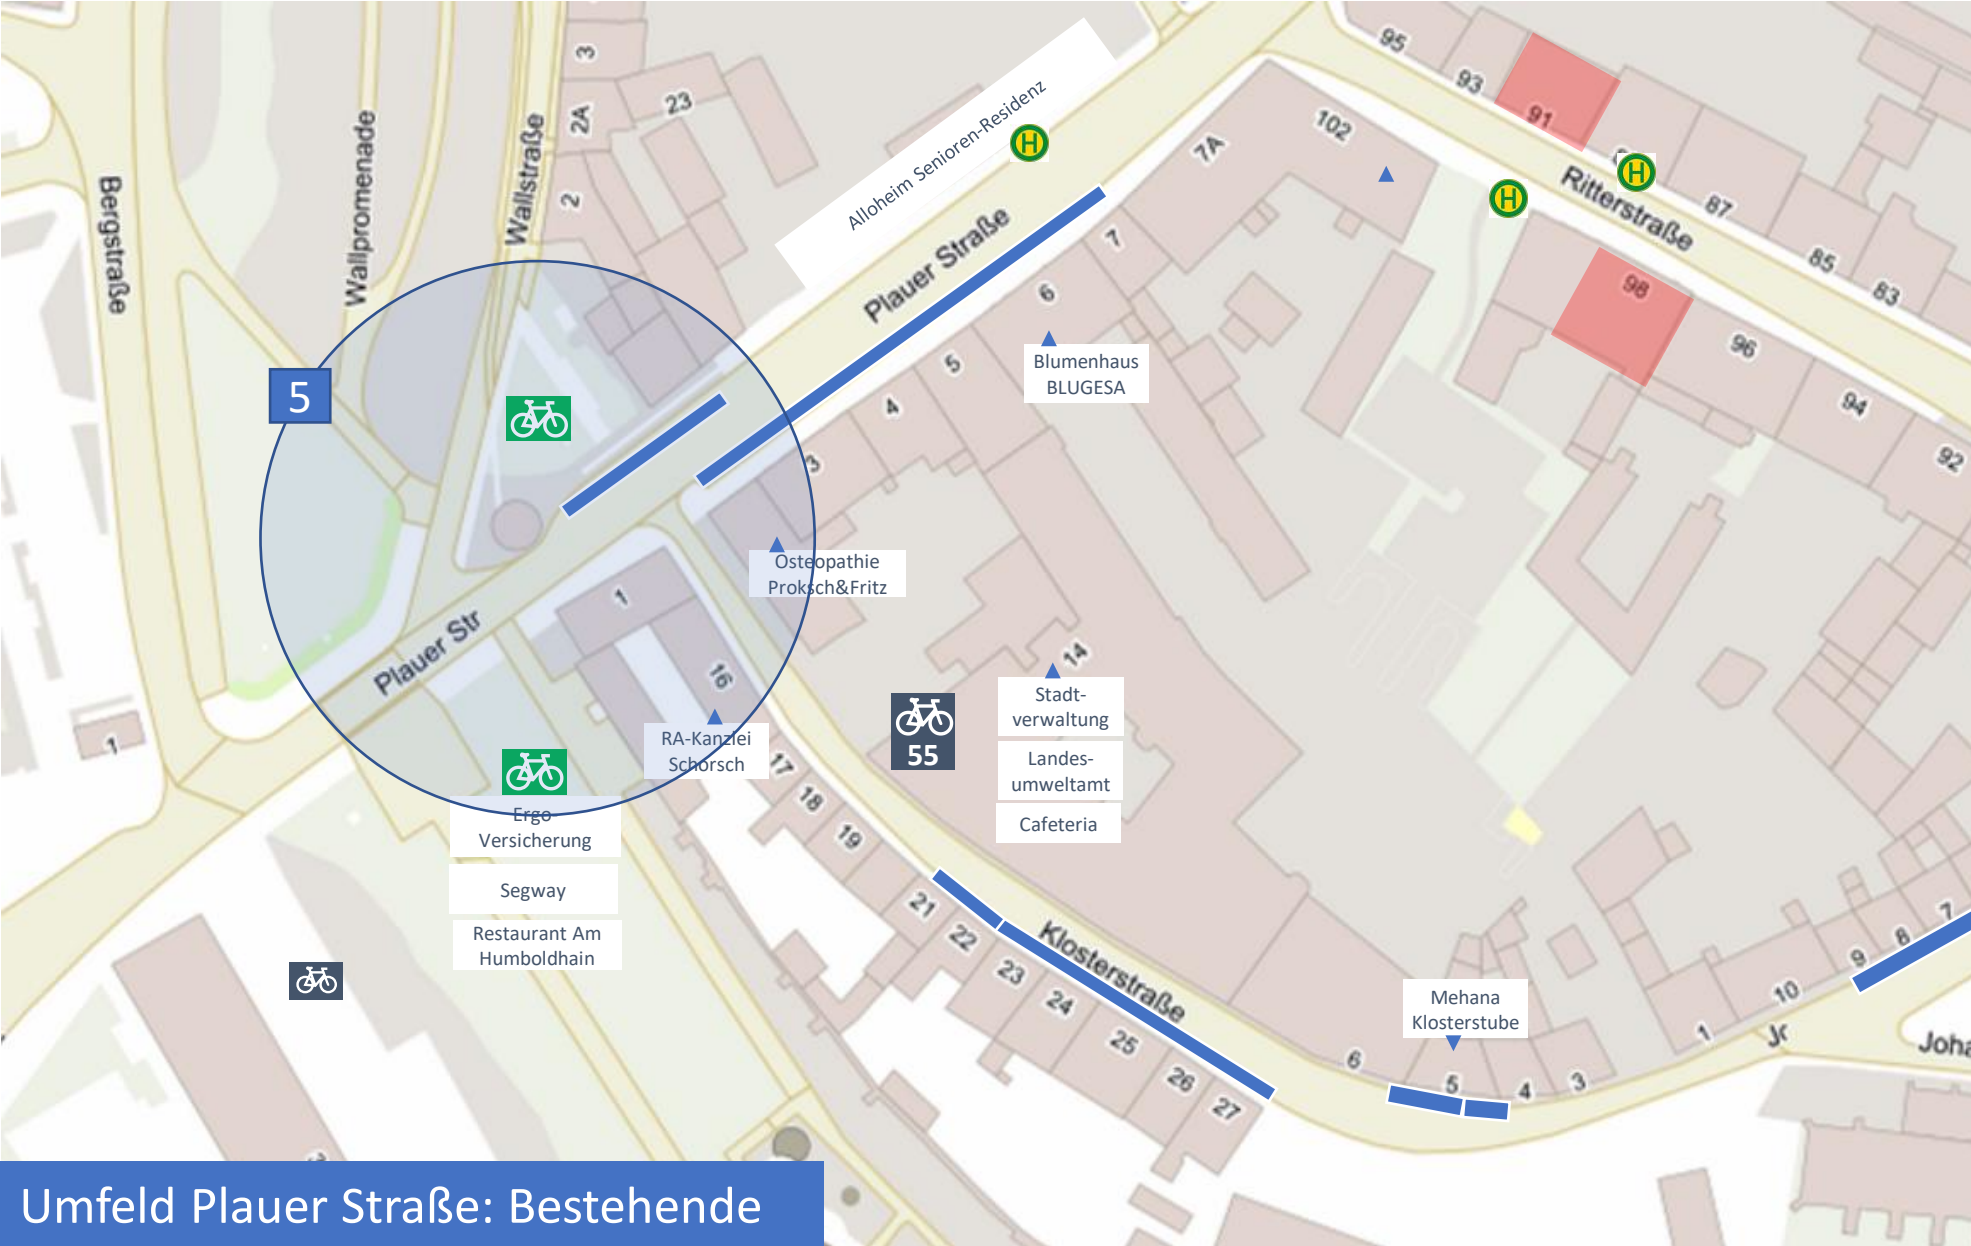 3
2A
23
2
Bergstraße
Wallpromenade
Wallstraße
Alloheim Senioren-Residenz
H
Plauer Straße
7A
102
95
93
91
H
H
Ritterstraße
87
85
83
98
96
94
92
7
6
5
4
3
5
Blumenhaus
BLUGESA
Osteopathie
Proksch&Fritz
Plauer Str
1
16
1
RA-Kanzlei
Schorsch
17
18
19
21
22
23
24
25
26
27
14
55
Stadt-
verwaltung
Landes-
umweltamt
Cafeteria
Ergo-
Versicherung
Segway
Restaurant Am
Humboldhain
Klosterstraße
Mehana
Klosterstube
6
5
4
3
1
10
9
8
7
Jo
Joha
Umfeld Plauer Straße: Bestehende